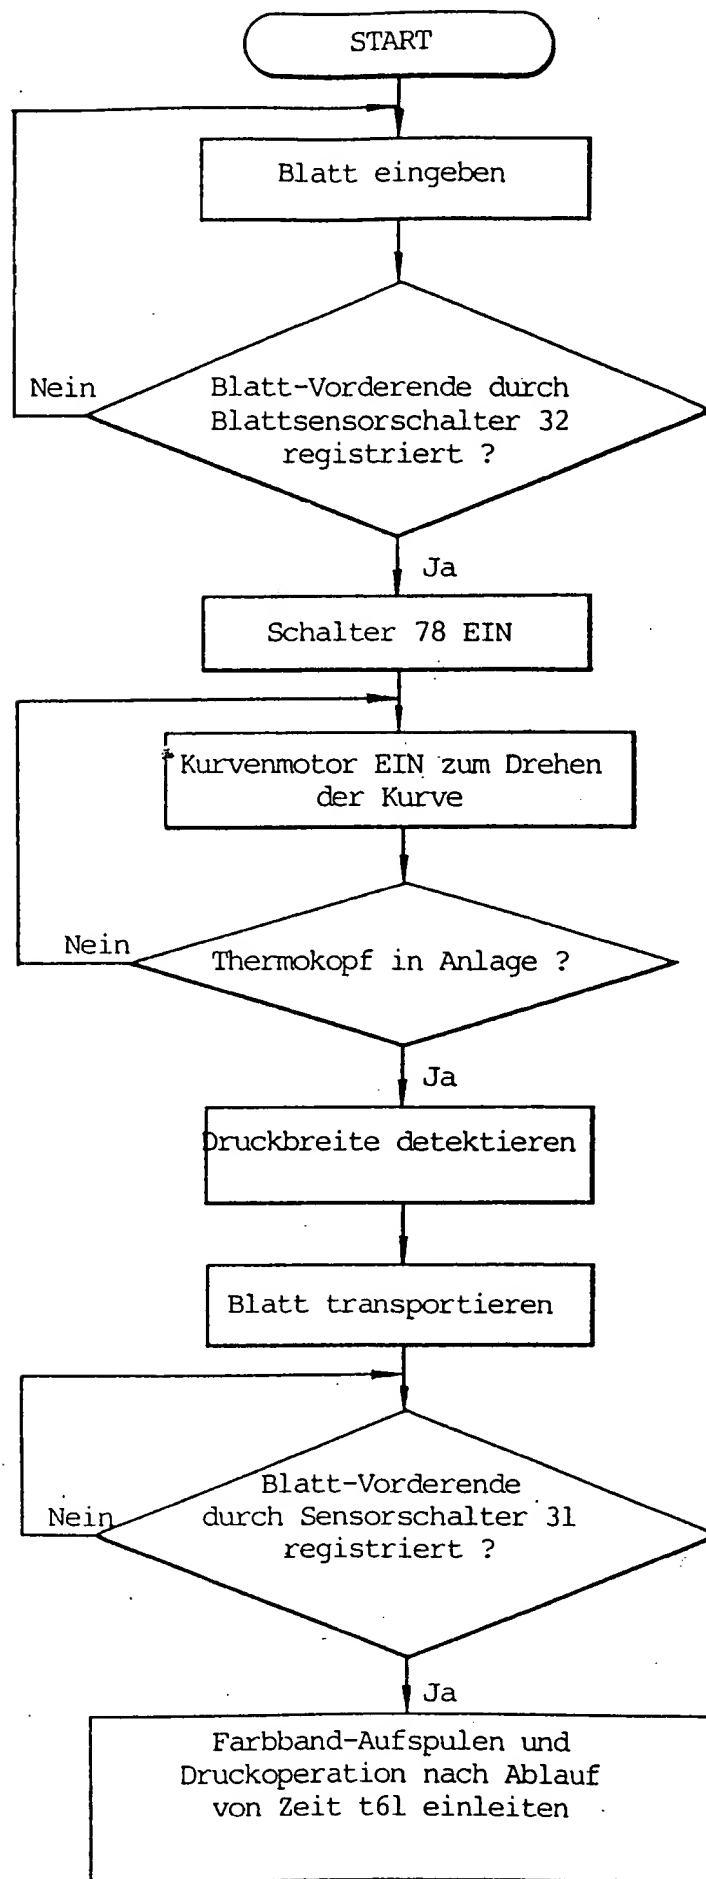 START
Blatt eingeben
Nein
Blatt-Vorderende durch
Blattsensorschalter 32
registriert ?
Ja
Schalter 78 EIN
Kurvenmotor EIN zum Drehen
der Kurve
Nein
Thermokopf in Anlage ?
Ja
Druckbreite detektieren
Blatt transportieren
Blatt-Vorderende
Nein
durch Sensorschalter 31
registriert ?
Ja
Farbband-Aufspulen und
Druckoperation nach Ablauf
von Zeit t61 einleiten